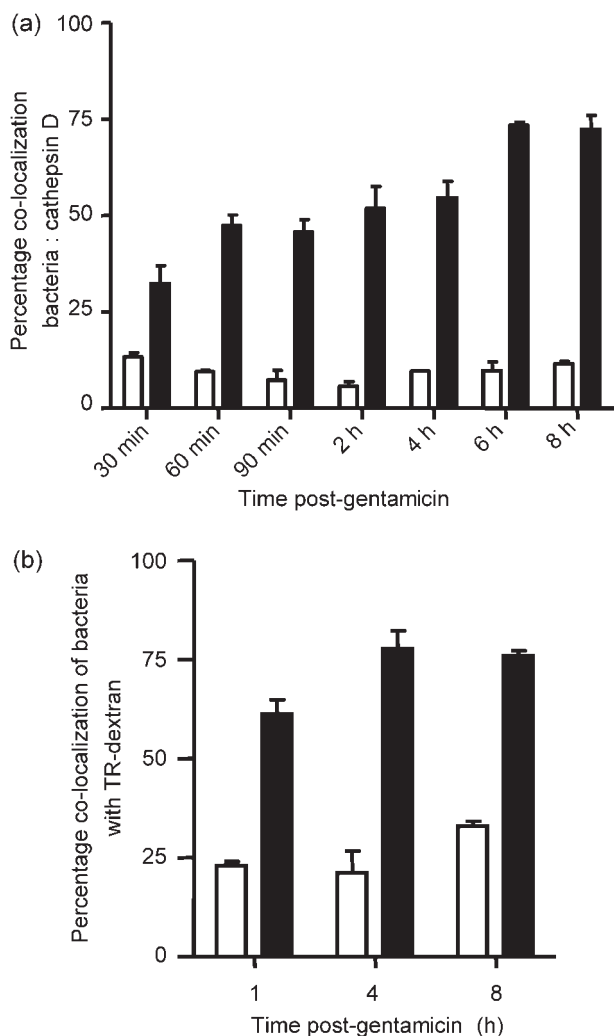 (a)
Percentage co-localization
bacteria : cathepsin D
100
75
50
25
0
30 min
60 min
90 min
2 h
4 h
6 h
8 h
Time post-gentamicin
(b)
Percentage co-localization of bacteria
with TR-dextran
100
75
50
25
0
1
4
8
Time post-gentamicin (h)